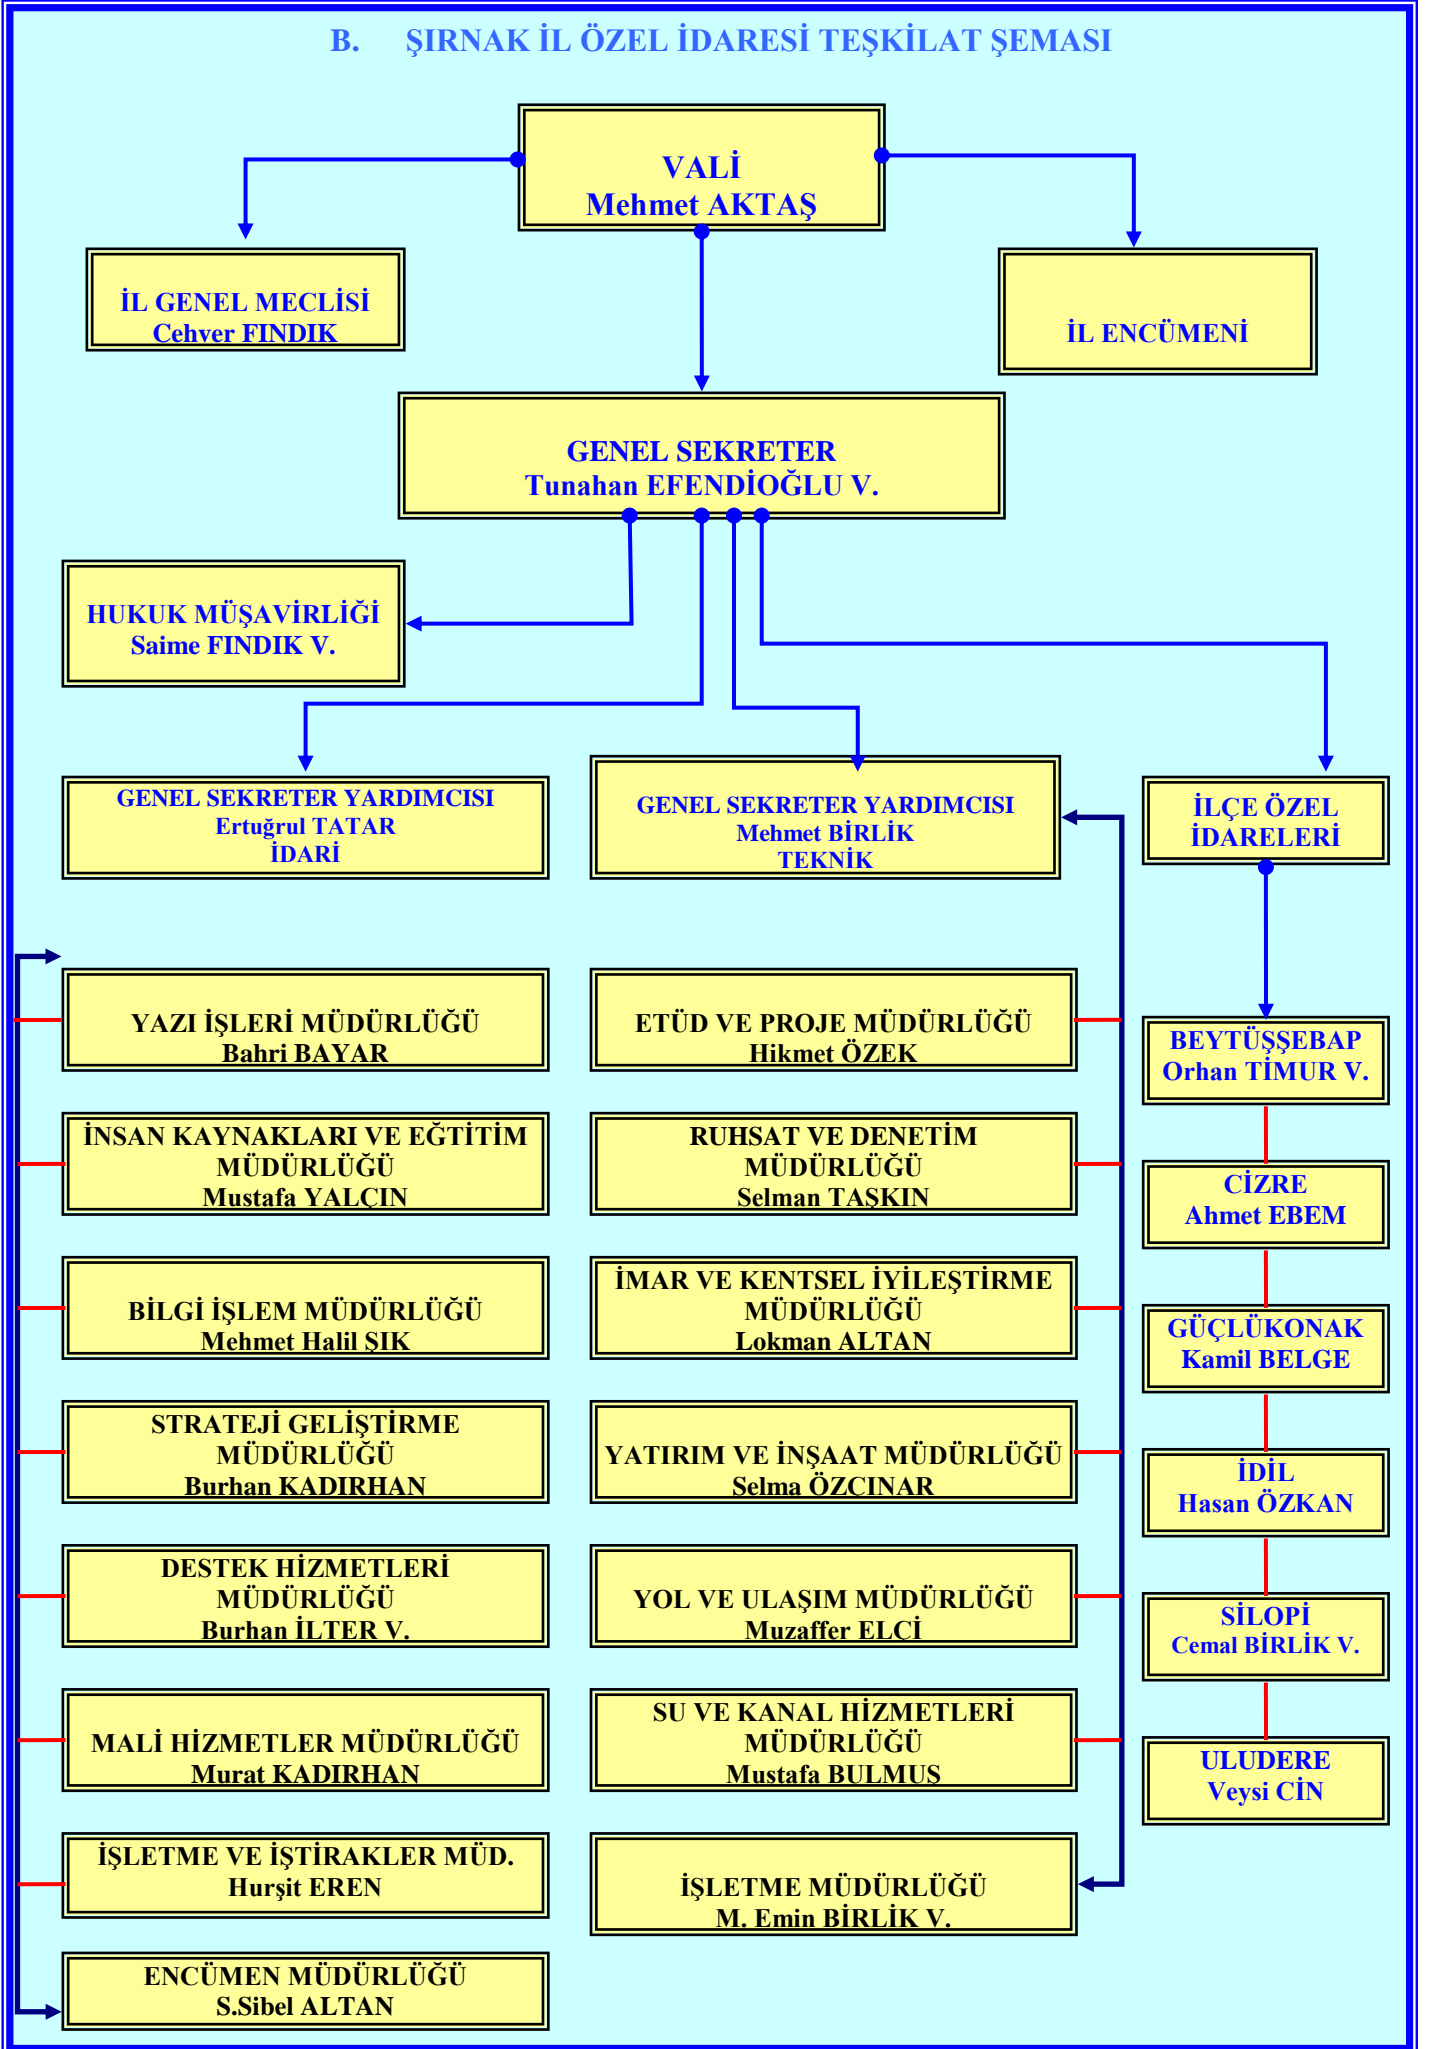 B. ŞIRNAK İL ÖZEL İDARESİ TEŞKİLAT ŞEMASI
VALİ
Mehmet AKTAŞ
İL GENEL MECLİSİ
Cehver FINDIK
İL ENCÜMENİ
GENEL SEKRETER
Tunahan EFENDİOĞLU V.
HUKUK MÜŞAVİRLİĞİ
Saime FINDIK V.
GENEL SEKRETER YARDIMCISI
Ertuğrul TATAR
İDARİ
GENEL SEKRETER YARDIMCISI
Mehmet BİRLİK
TEKNİK
İLÇE ÖZEL
İDARELERİ
YAZI İŞLERİ MÜDÜRLÜĞÜ
Bahri BAYAR
ETÜD VE PROJE MÜDÜRLÜĞÜ
Hikmet ÖZEK
BEYTÜŞŞEBAP
Orhan TİMUR V.
İNSAN KAYNAKLARI VE EĞTİTİM
MÜDÜRLÜĞÜ
Mustafa YALÇIN
RUHSAT VE DENETİM
MÜDÜRLÜĞÜ
Selman TAŞKIN
CİZRE
Ahmet EBEM
BİLGİ İŞLEM MÜDÜRLÜĞÜ
Mehmet Halil ŞIK
İMAR VE KENTSEL İYİLEŞTİRME
MÜDÜRLÜĞÜ
Lokman ALTAN
GÜÇLÜKONAK
Kamil BELGE
STRATEJİ GELİŞTİRME
MÜDÜRLÜĞÜ
Burhan KADIRHAN
YATIRIM VE İNŞAAT MÜDÜRLÜĞÜ
Selma ÖZÇINAR
İDİL
Hasan ÖZKAN
DESTEK HİZMETLERİ
MÜDÜRLÜĞÜ
Burhan İLTER V.
YOL VE ULAŞIM MÜDÜRLÜĞÜ
Muzaffer ELÇİ
SİLOPİ
Cemal BİRLİK V.
MALİ HİZMETLER MÜDÜRLÜĞÜ
Murat KADIRHAN
SU VE KANAL HİZMETLERİ
MÜDÜRLÜĞÜ
Mustafa BULMUŞ
ULUDERE
Veysi CİN
İŞLETME VE İŞTİRAKLER MÜD.
Hurşit EREN
İŞLETME MÜDÜRLÜĞÜ
M. Emin BİRLİK V.
ENCÜMEN MÜDÜRLÜĞÜ
S.Sibel ALTAN